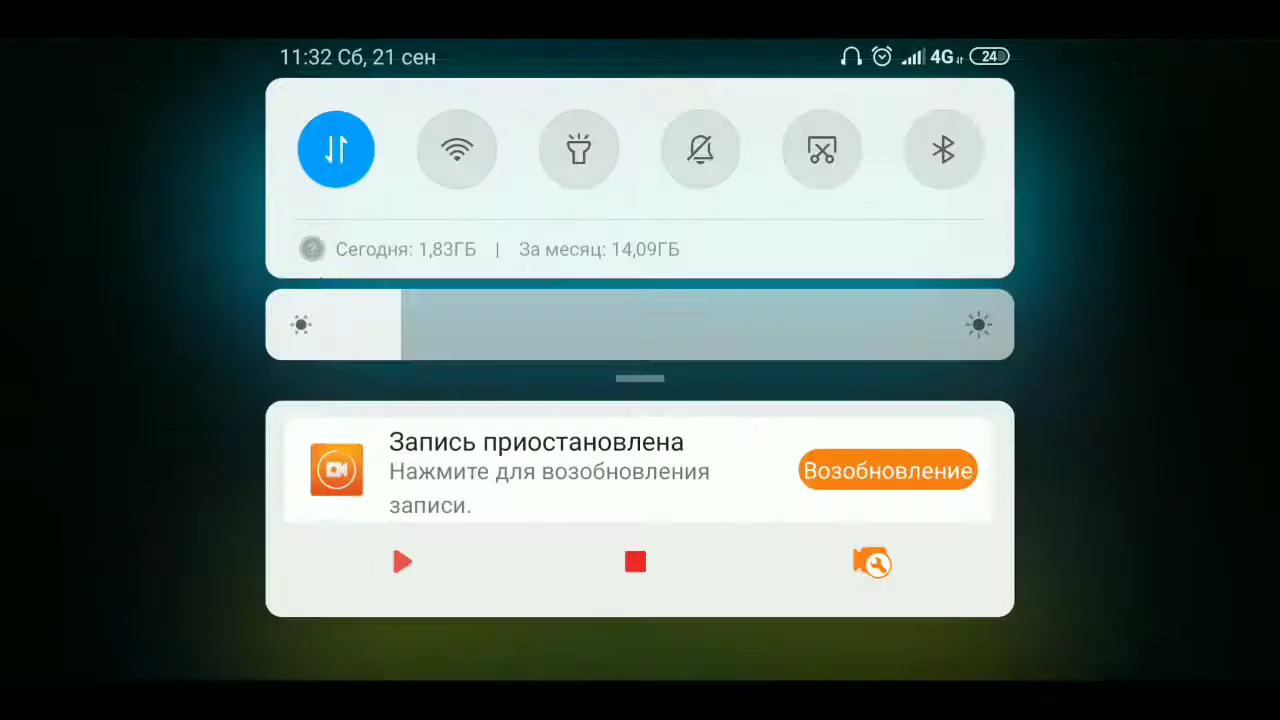 11:32 Сб, 21 сен 4G 24
Сегодня: 1,83ГБ | За месяц: 14,09ГБ
Запись приостановлена
Нажмите для возобновления
записи.
Возобновление